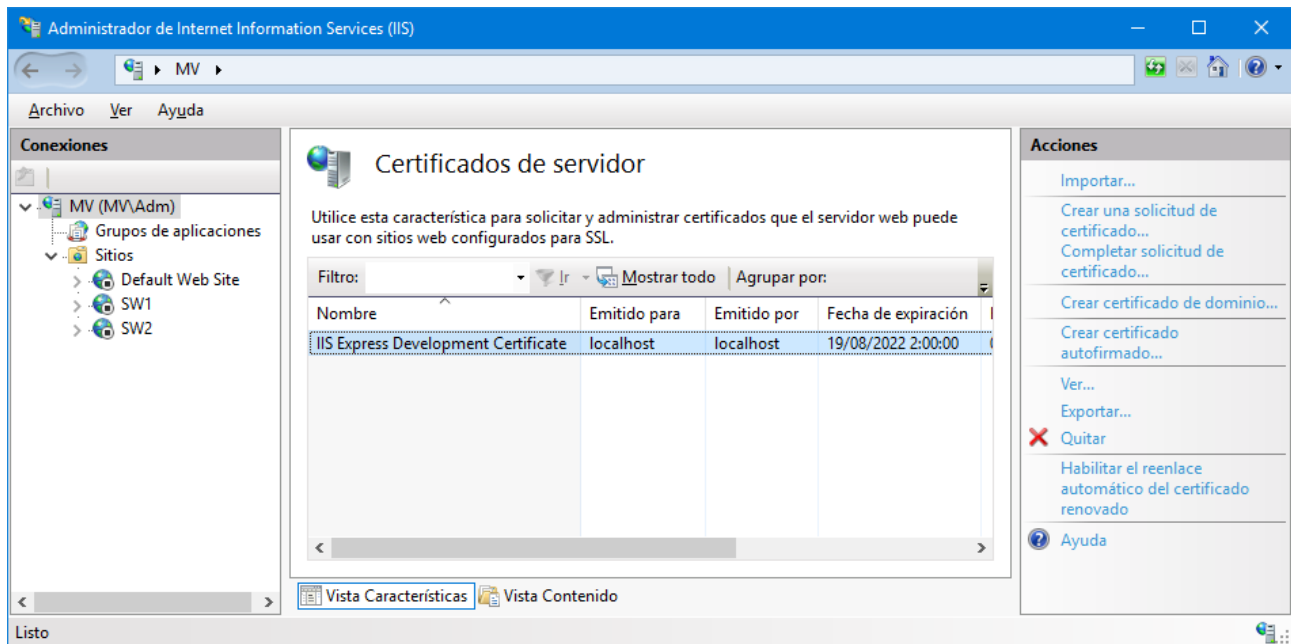 Administrador de Internet Information Services (IIS)
MV
Archivo Ver Ayuda
Conexiones
MV (MV\Adm)
Grupos de aplicaciones
Sitios
Default Web Site
SW1
SW2
Certificados de servidor
Utilice esta característica para solicitar y administrar certificados que el servidor web puede
usar con sitios web configurados para SSL.
Filtro: Ir Mostrar todo Agrupar por:
Nombre Emitido para Emitido por Fecha de expiración
IIS Express Development Certificate localhost localhost 19/08/2022 2:00:00
Vista Características Vista Contenido
Acciones
Importar...
Crear una solicitud de
certificado...
Completar solicitud de
certificado...
Crear certificado de dominio...
Crear certificado
autofirmado...
Ver...
Exportar...
Quitar
Habilitar el reenlace
automático del certificado
renovado
Ayuda
Listo